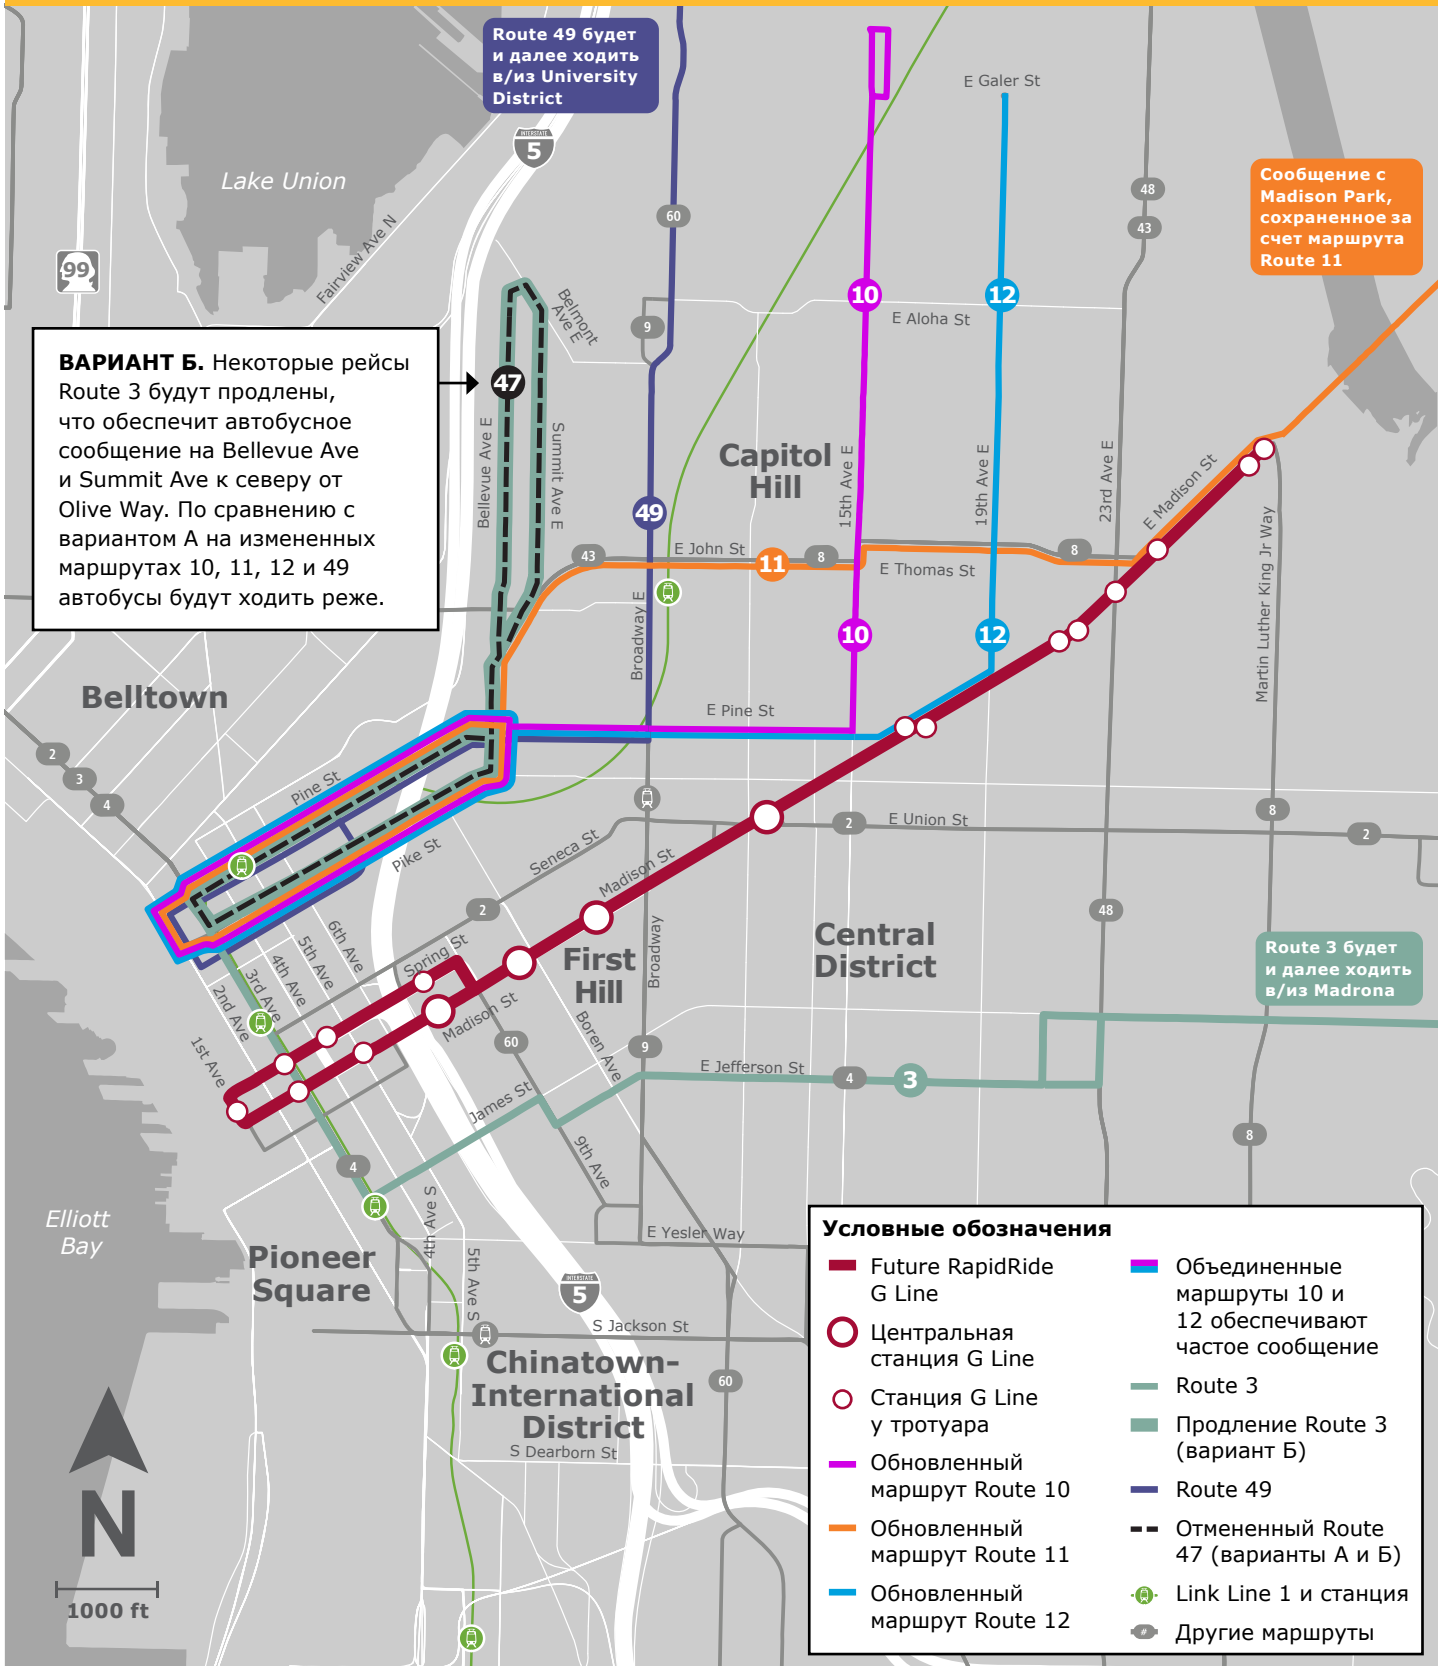 Route 49 будет
и далее ходить
в/из University
District
E Galer St
INTERSTATE
5
Lake Union
Сообщение с
Madison Park,
сохраненное за
счет маршрута
Route 11
48
60
43
Fairview Ave N
99
10
12
Belmont
Ave E
9
E Aloha St
ВАРИАНТ Б. Некоторые рейсы
Route 3 будут продлены,
что обеспечит автобусное
сообщение на Bellevue Ave
и Summit Ave к северу от
Olive Way. По сравнению с
вариантом А на измененных
маршрутах 10, 11, 12 и 49
автобусы будут ходить реже.
47
Bellevue Ave E
Summit Ave E
Capitol
Hill
15th Ave E
19th Ave E
23rd Ave E
E Madison St
49
43
E John St
11
8
E Thomas St
8
Martin Luther King Jr Way
Broadway E
10
12
Belltown
E Pine St
2
3
4
Pine St
Pike St
8
Seneca St
2
E Union St
2
Madison St
2
48
6th Ave
5th Ave
4th Ave
3rd Ave
2nd Ave
1st Ave
Spring St
First
Hill
Broadway
Central
District
Route 3 будет
и далее ходить
в/из Madrona
Madison St
60
Boren Ave
9
E Jefferson St
4
3
James St
8
9th Ave
4
Elliott
Bay
4th Ave S
5th Ave S
E Yesler Way
Pioneer
Square
INTERSTATE
5
S Jackson St
Chinatown-
International
District
60
S Dearborn St
N
1000 ft
Условные обозначения
Future RapidRide
G Line
Центральная
станция G Line
Станция G Line
у тротуара
Обновленный
маршрут Route 10
Обновленный
маршрут Route 11
Обновленный
маршрут Route 12
Объединенные
маршруты 10 и
12 обеспечивают
частое сообщение
Route 3
Продление Route 3
(вариант Б)
Route 49
Отмененный Route
47 (варианты А и Б)
Link Line 1 и станция
#
Другие маршруты